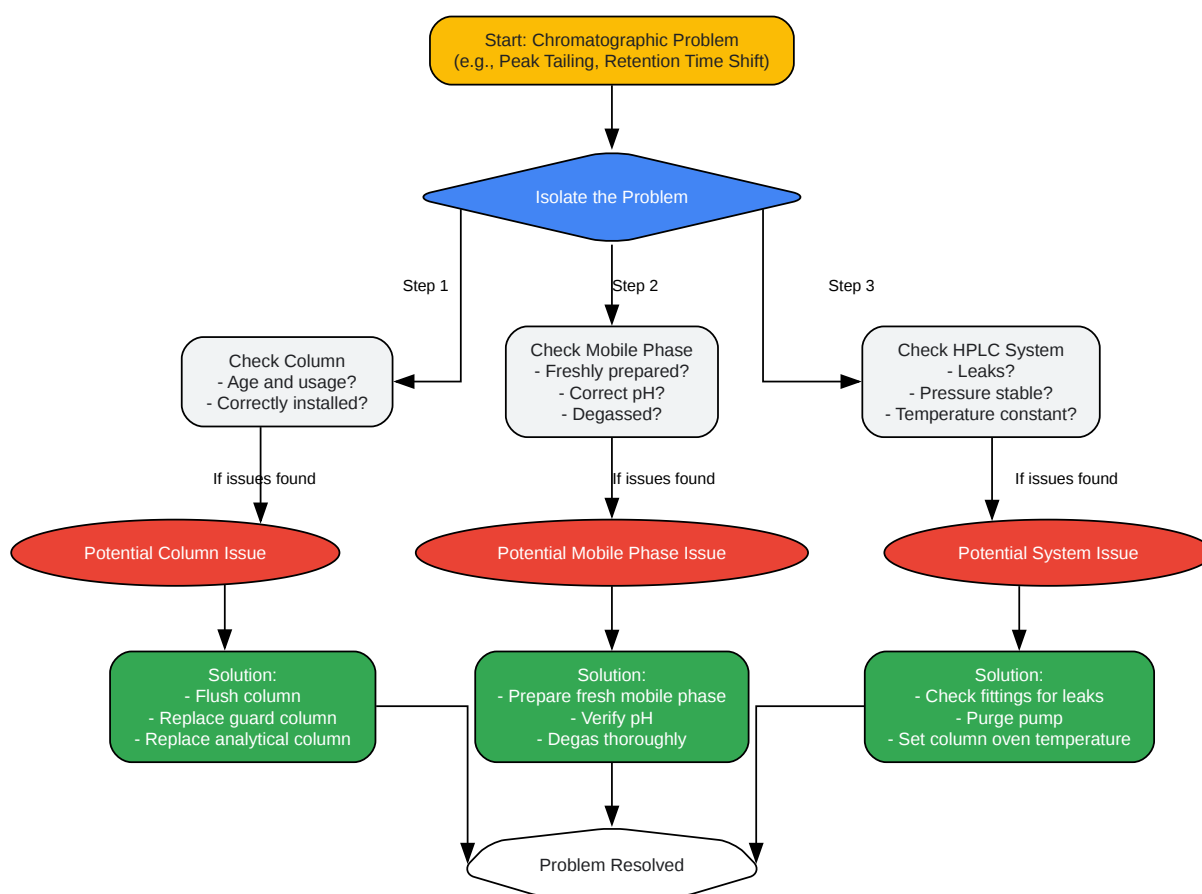 Start: Chromatographic Problem
(e.g., Peak Tailing, Retention Time Shift)
Isolate the Problem
Step 1
Step 2
Step 3
Check Column
- Age and usage?
- Correctly installed?
Check Mobile Phase
- Freshly prepared?
- Correct pH?
- Degassed?
Check HPLC System
- Leaks?
- Pressure stable?
- Temperature constant?
If issues found
If issues found
If issues found
Potential Column Issue
Potential Mobile Phase Issue
Potential System Issue
Solution:
- Flush column
- Replace guard column
- Replace analytical column
Solution:
- Prepare fresh mobile phase
- Verify pH
- Degas thoroughly
Solution:
- Check fittings for leaks
- Purge pump
- Set column oven temperature
Problem Resolved